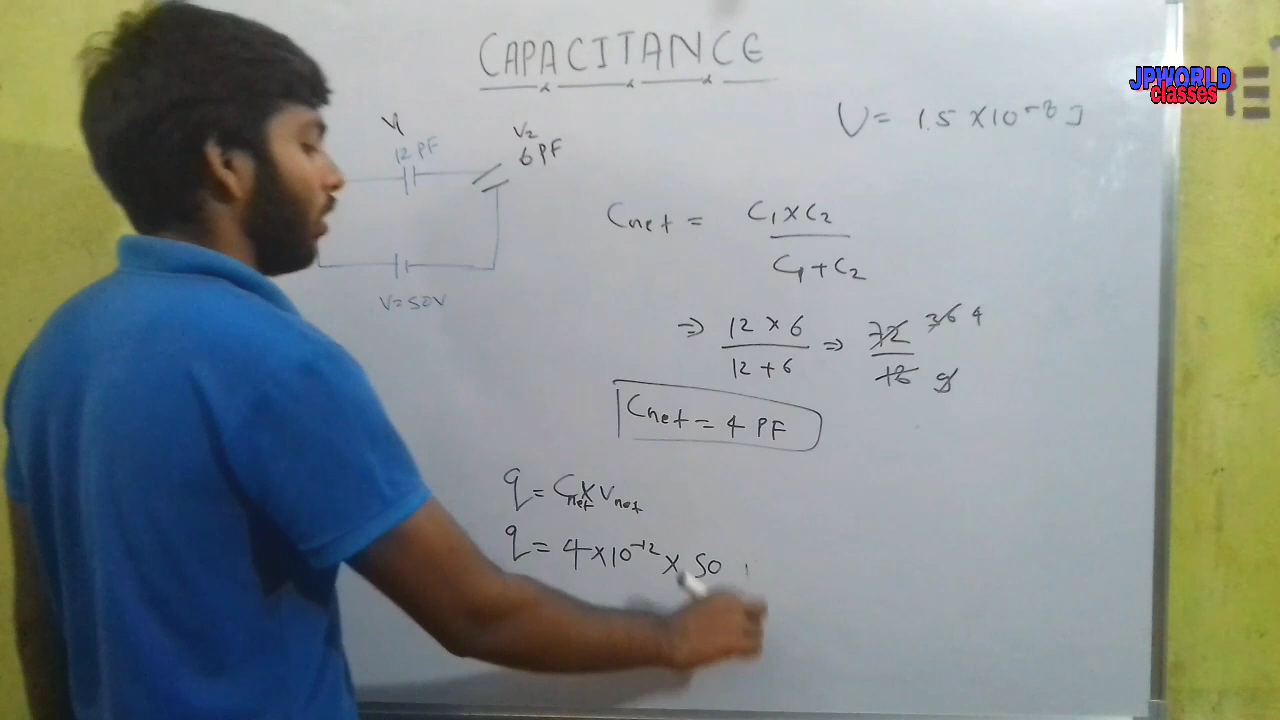 CAPACITANCE
JPWORLD
classes
U = 1.5 × 10⁻⁸ J
V₁
12 PF
V₂
6 PF
V=50V
Cnet = C₁ × C₂ / C₁ + C₂
⇒ 12 × 6 / 12 + 6 ⇒ 72 36 4 / 18 9
Cnet = 4 PF
q = Cnet × Vnet
q = 4 × 10⁻¹² × 50